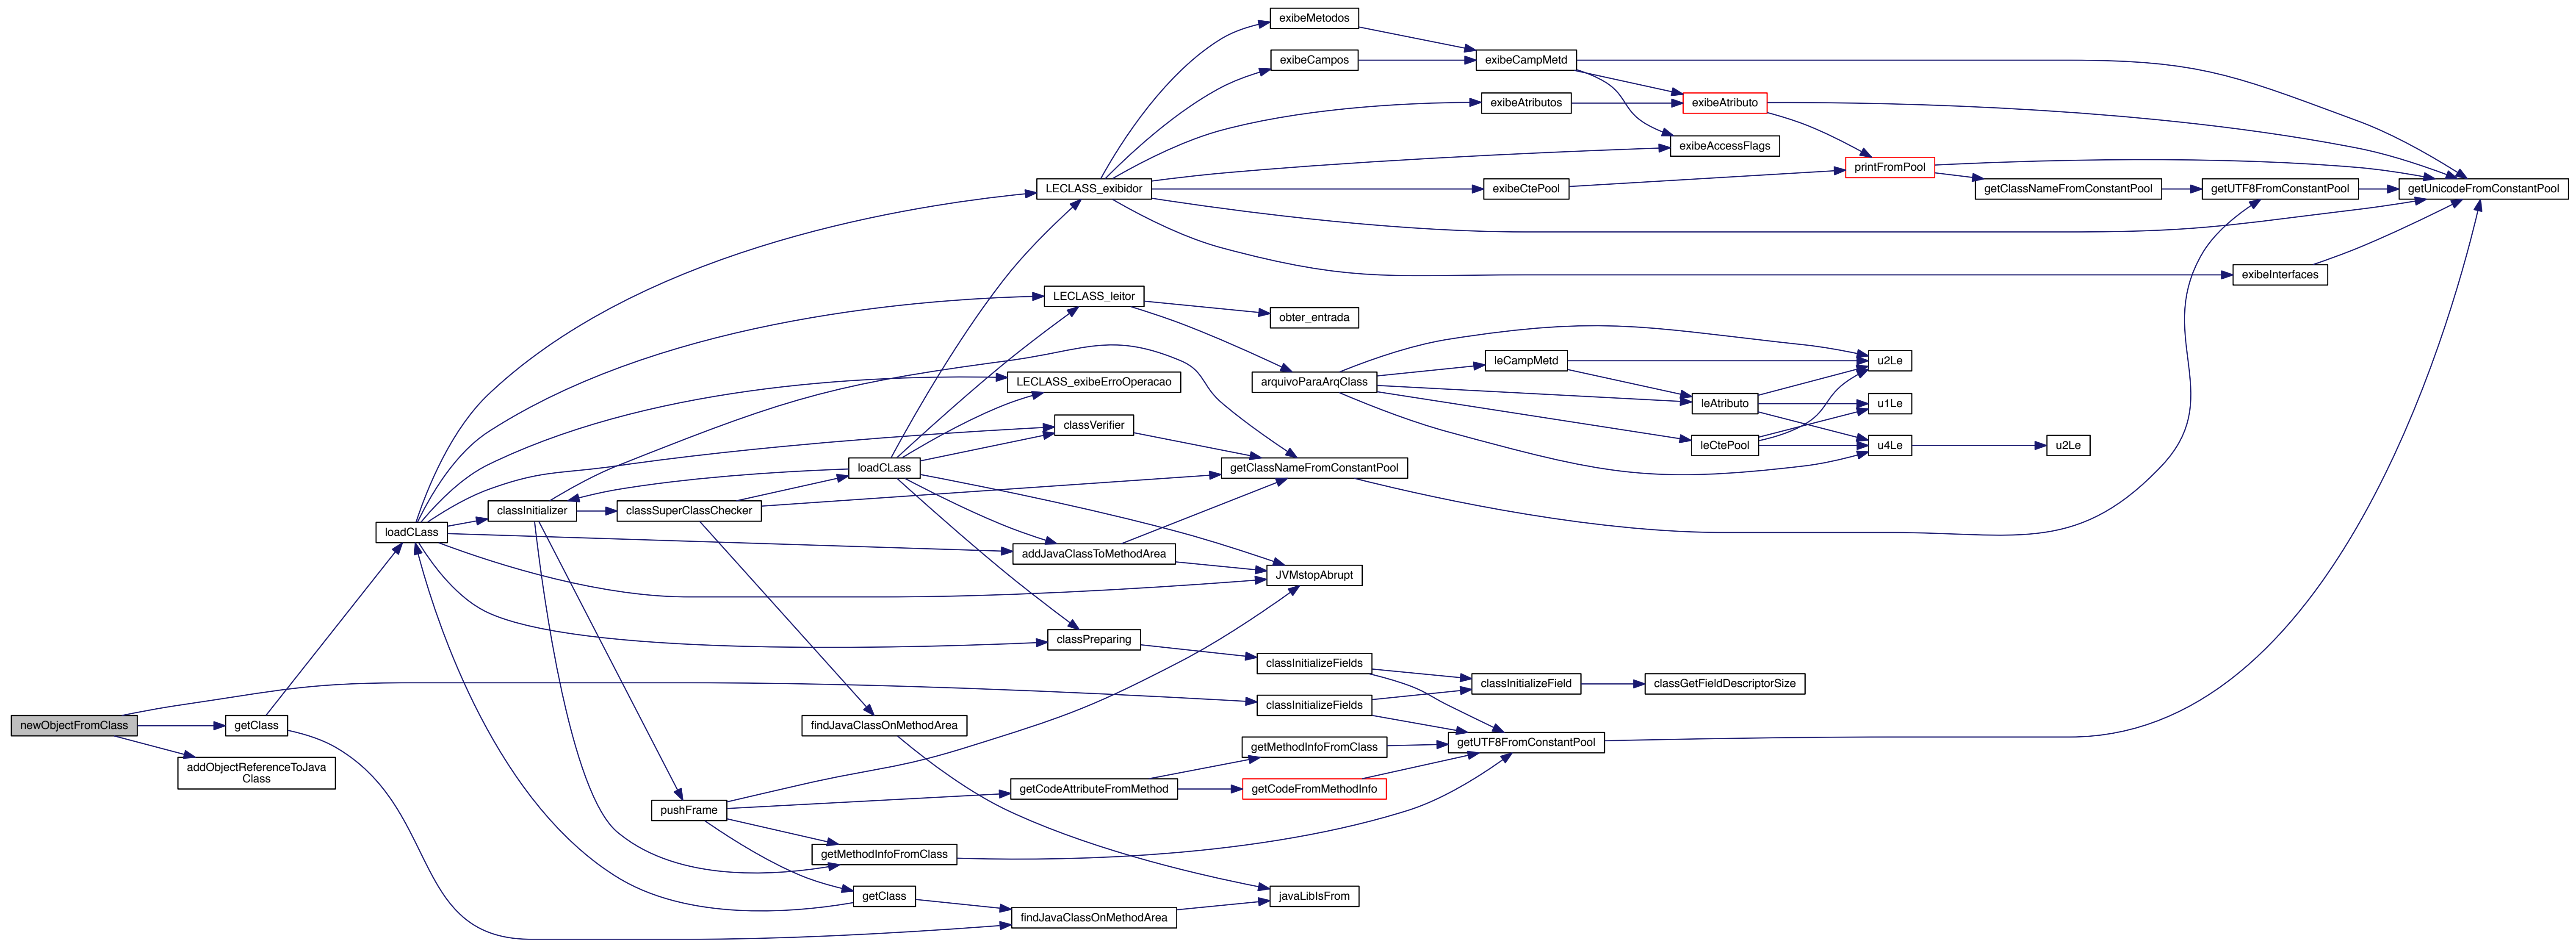 exibeMetodos
exibeCampos
exibeCampMetd
exibeAtributos
exibeAtributo
exibeAccessFlags
printFromPool
LECLASS_exibidor
exibeCtePool
getClassNameFromConstantPool
getUTF8FromConstantPool
getUnicodeFromConstantPool
exibeInterfaces
LECLASS_leitor
obter_entrada
leCampMetd
u2Le
LECLASS_exibeErroOperacao
arquivoParaArqClass
leAtributo
u1Le
classVerifier
leCtePool
u4Le
u2Le
loadCLass
getClassNameFromConstantPool
classInitializer
classSuperClassChecker
loadCLass
addJavaClassToMethodArea
JVMstopAbrupt
classPreparing
classInitializeFields
classInitializeField
classGetFieldDescriptorSize
classInitializeFields
newObjectFromClass
getClass
findJavaClassOnMethodArea
getUTF8FromConstantPool
getMethodInfoFromClass
addObjectReferenceToJava
Class
getCodeAttributeFromMethod
getCodeFromMethodInfo
pushFrame
getMethodInfoFromClass
getClass
javaLibIsFrom
findJavaClassOnMethodArea